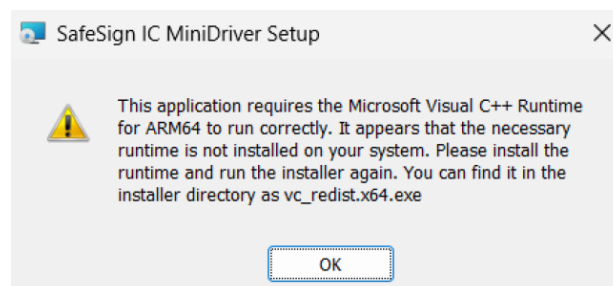 SafeSign IC MiniDriver Setup
This application requires the Microsoft Visual C++ Runtime
for ARM64 to run correctly. It appears that the necessary
runtime is not installed on your system. Please install the
runtime and run the installer again. You can find it in the
installer directory as vc_redist.x64.exe
OK